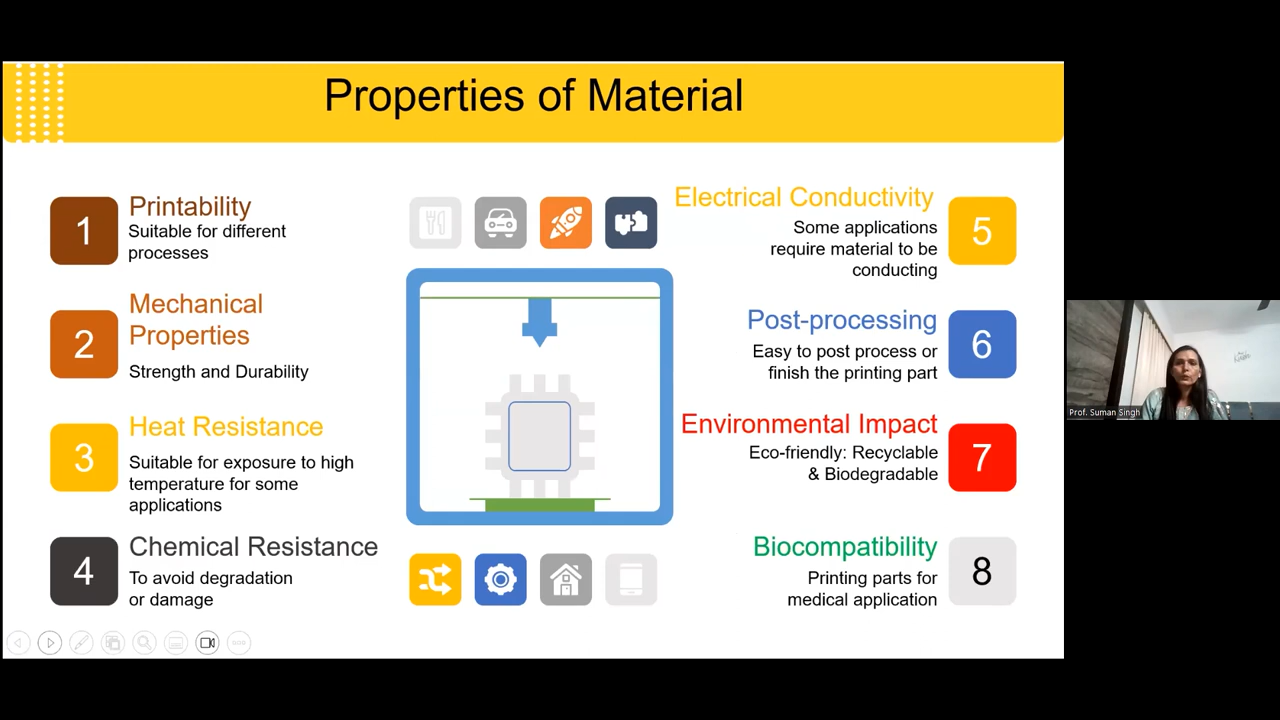 Properties of Material
1
Printability
Suitable for different
processes
2
Mechanical
Properties
Strength and Durability
3
Heat Resistance
Suitable for exposure to high
temperature for some
applications
4
Chemical Resistance
To avoid degradation
or damage
Electrical Conductivity
5
Some applications
require material to be
conducting
Post-processing
6
Easy to post process or
finish the printing part
Environmental Impact
7
Eco-friendly: Recyclable
& Biodegradable
Biocompatibility
8
Printing parts for
medical application
Prof. Suman Singh